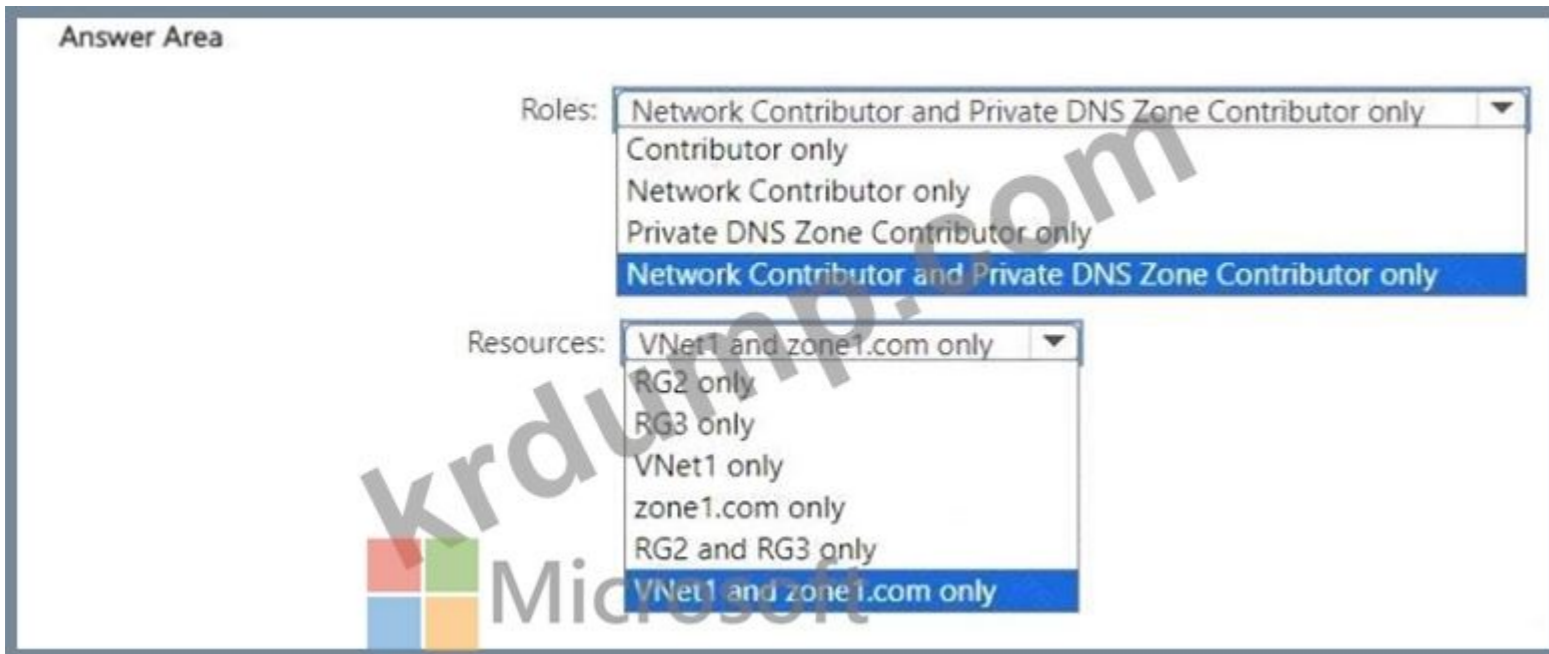 Answer Area
Roles: Network Contributor and Private DNS Zone Contributor only
Contributor only
Network Contributor only
Private DNS Zone Contributor only
Network Contributor and Private DNS Zone Contributor only
Resources: VNet1 and zone1.com only
RG2 only
RG3 only
VNet1 only
zone1.com only
RG2 and RG3 only
VNet1 and zone1.com only
krdump.com
Microsoft